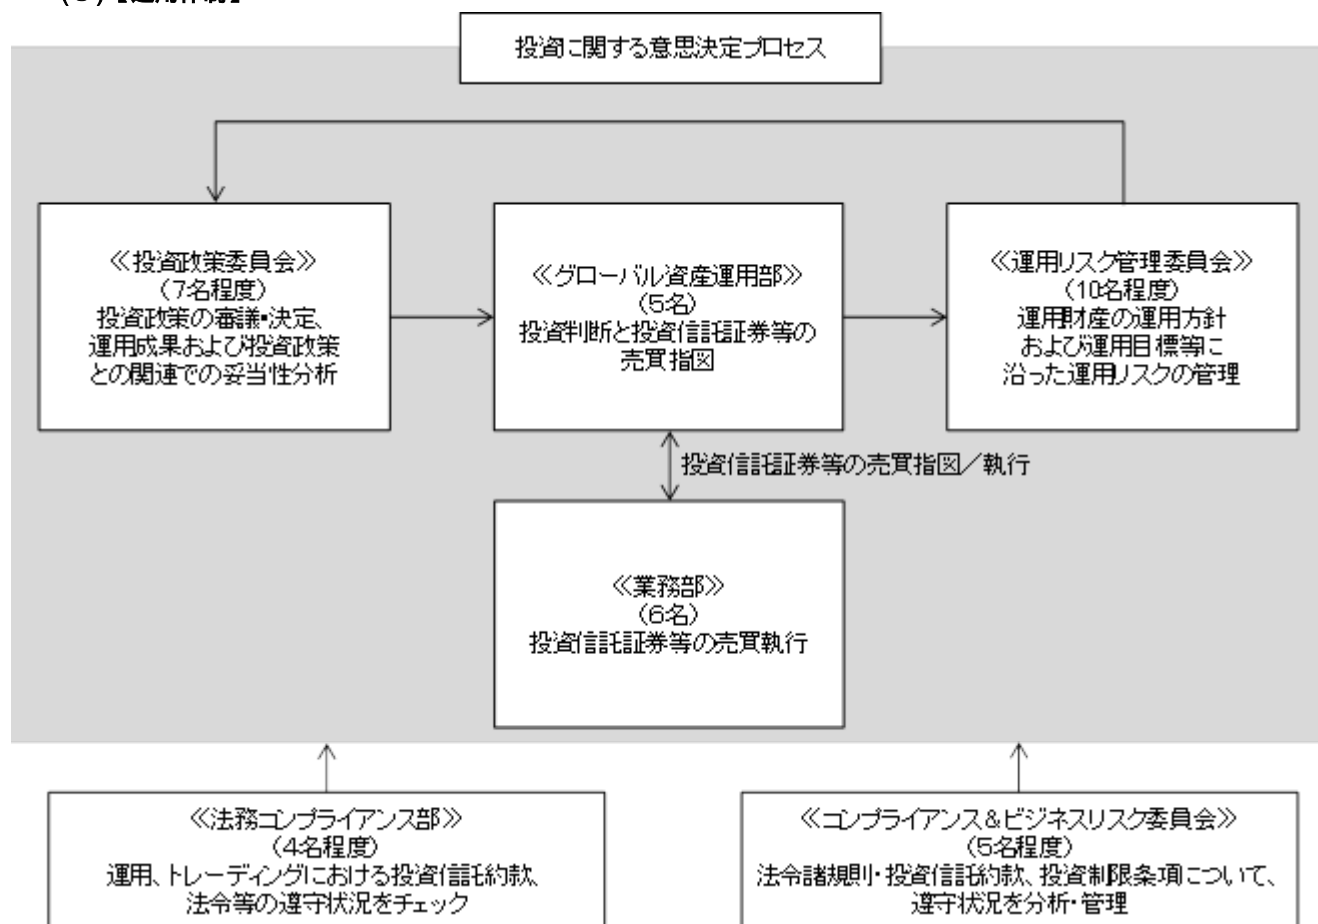 投資に関する意思決定プロセス
≪投資政策委員会≫
(7名程度)
投資政策の審議・決定、
運用成果および投資政策
との関連での妥当性分析
≪グローバル資産運用部≫
(5名)
投資判断と投資信託証券等の
売買指図
≪運用リスク管理委員会≫
(10名程度)
運用財産の運用方針
および運用目標等に
沿った運用リスクの管理
投資信託証券等の売買指図/執行
≪業務部≫
(6名)
投資信託証券等の売買執行
≪法務コンプライアンス部≫
(4名程度)
運用、トレーディングにおける投資信託約款、
法令等の遵守状況をチェック
≪コンプライアンス&ビジネスリスク委員会≫
(5名程度)
法令諸規則・投資信託約款、投資制限条項について、
遵守状況を分析・管理